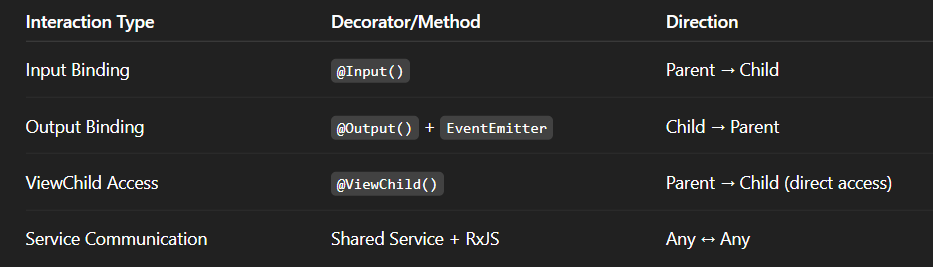 Interaction Type Decorator/Method Direction
Input Binding @Input() Parent → Child
Output Binding @Output() + EventEmitter Child → Parent
ViewChild Access @ViewChild() Parent → Child (direct access)
Service Communication Shared Service + RxJS Any ↔ Any